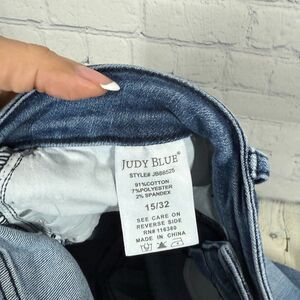 JUDY BLUE®
STYLE# JB88525
91%COTTON
7%POLYESTER
2% SPANDEX
15/32
SEE CARE ON
REVERSE SIDE
RN# 116380
MADE IN CHINA